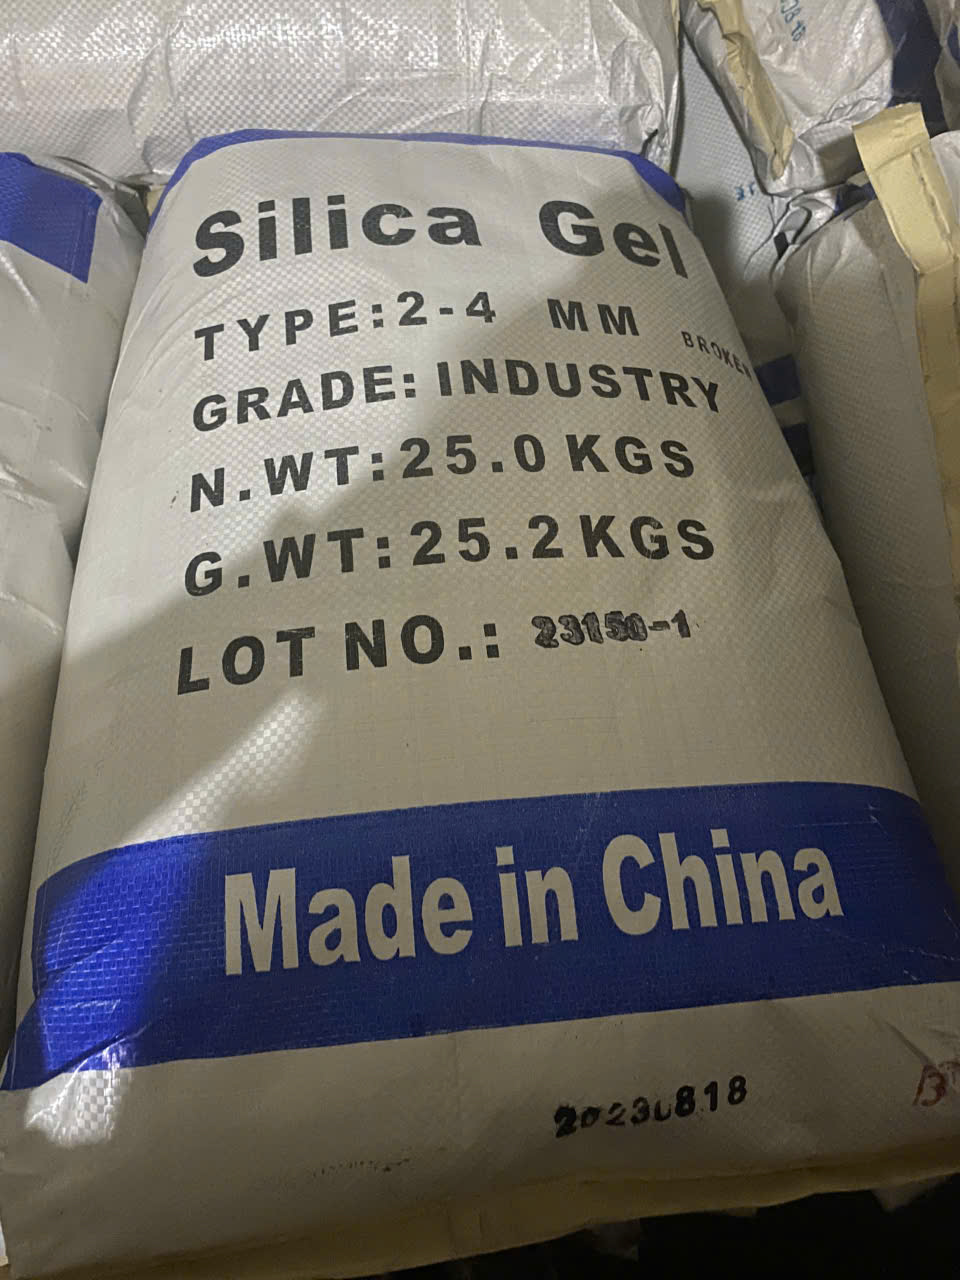 Silica Gel
TYPE:2-4 MM BROKEN
GRADE:INDUSTRY
N.WT:25.0KGS
G.WT:25.2KGS
LOT NO.: 23150-1
Made in China
20230818